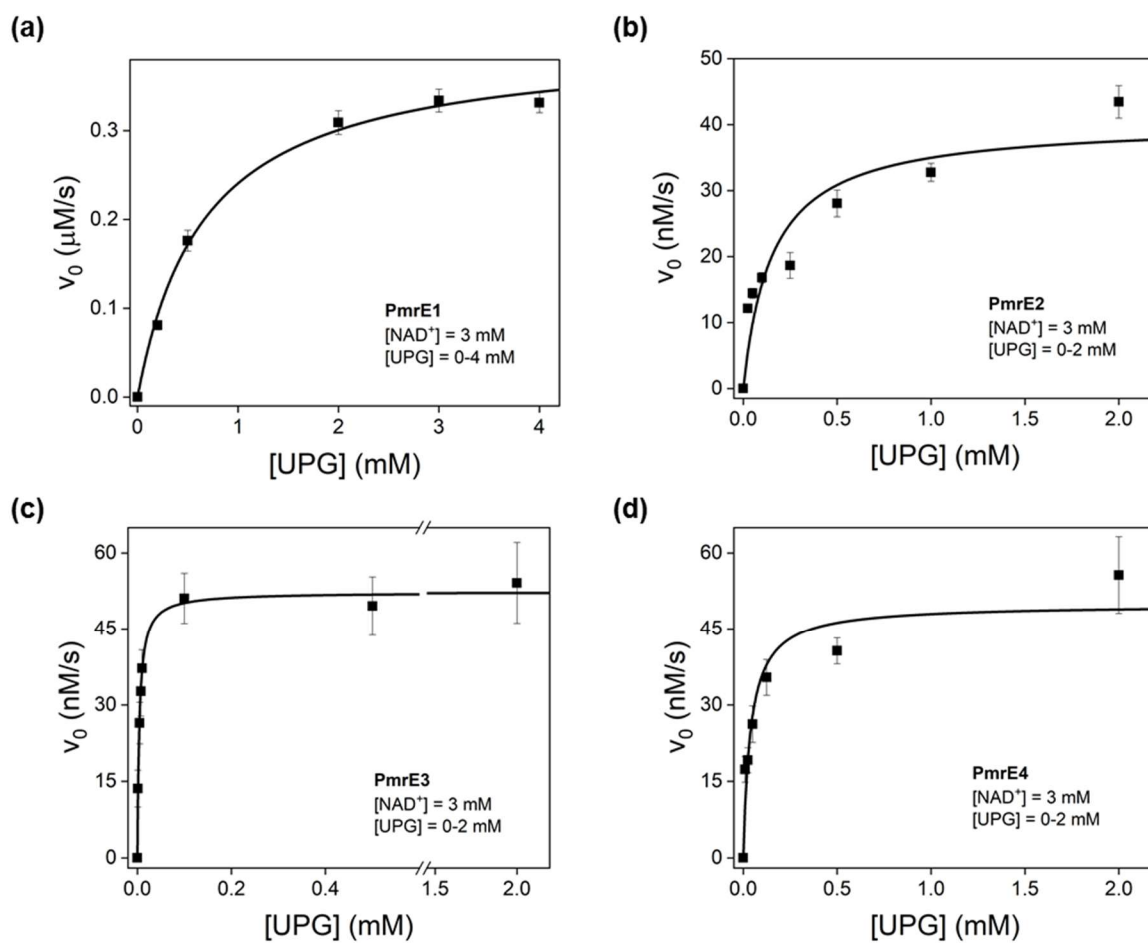 (a)
0.3
0.2
0.1
0.0
v₀ (μM/s)
PmrE1
[NAD⁺] = 3 mM
[UPG] = 0-4 mM
0 1 2 3 4
[UPG] (mM)
(b)
50
40
30
20
10
0
v₀ (nM/s)
PmrE2
[NAD⁺] = 3 mM
[UPG] = 0-2 mM
0.0 0.5 1.0 1.5 2.0
[UPG] (mM)
(c)
60
45
30
15
0
v₀ (nM/s)
PmrE3
[NAD⁺] = 3 mM
[UPG] = 0-2 mM
0.0 0.2 0.4 1.5 2.0
[UPG] (mM)
(d)
60
45
30
15
0
v₀ (nM/s)
PmrE4
[NAD⁺] = 3 mM
[UPG] = 0-2 mM
0.0 0.5 1.0 1.5 2.0
[UPG] (mM)